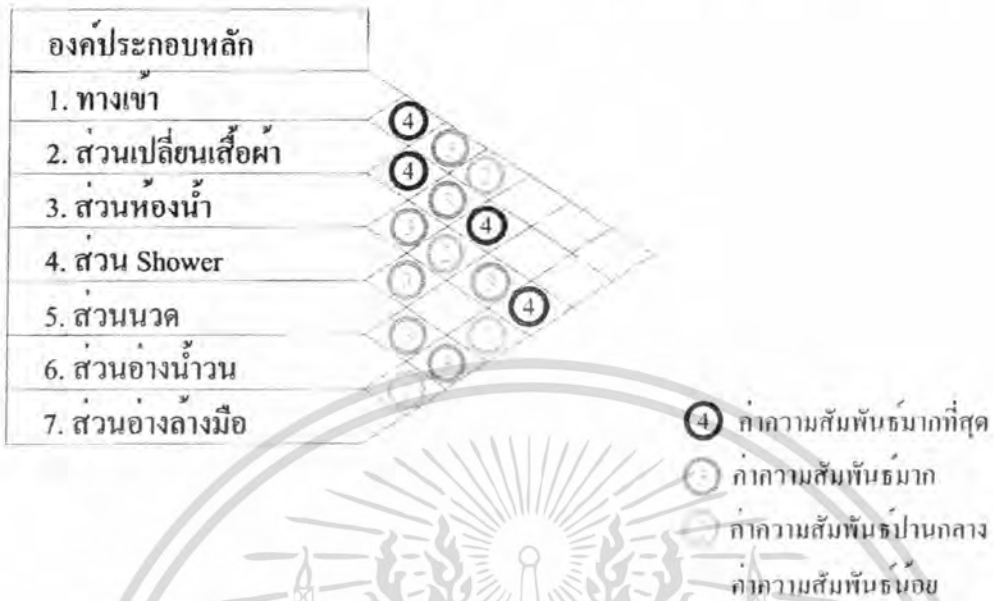 องค์ประกอบหลัก
1. ทางเข้า
2. ส่วนเปลี่ยนเสื้อผ้า
3. ส่วนห้องน้ำ
4. ส่วน Shower
5. ส่วนนวด
6. ส่วนอ่างน้ำวน
7. ส่วนอ่างล้างมือ
4
4
4
4
4 ค่าความสัมพันธ์มากที่สุด
3 ค่าความสัมพันธ์มาก
ค่าความสัมพันธ์ปานกลาง
ค่าความสัมพันธ์น้อย